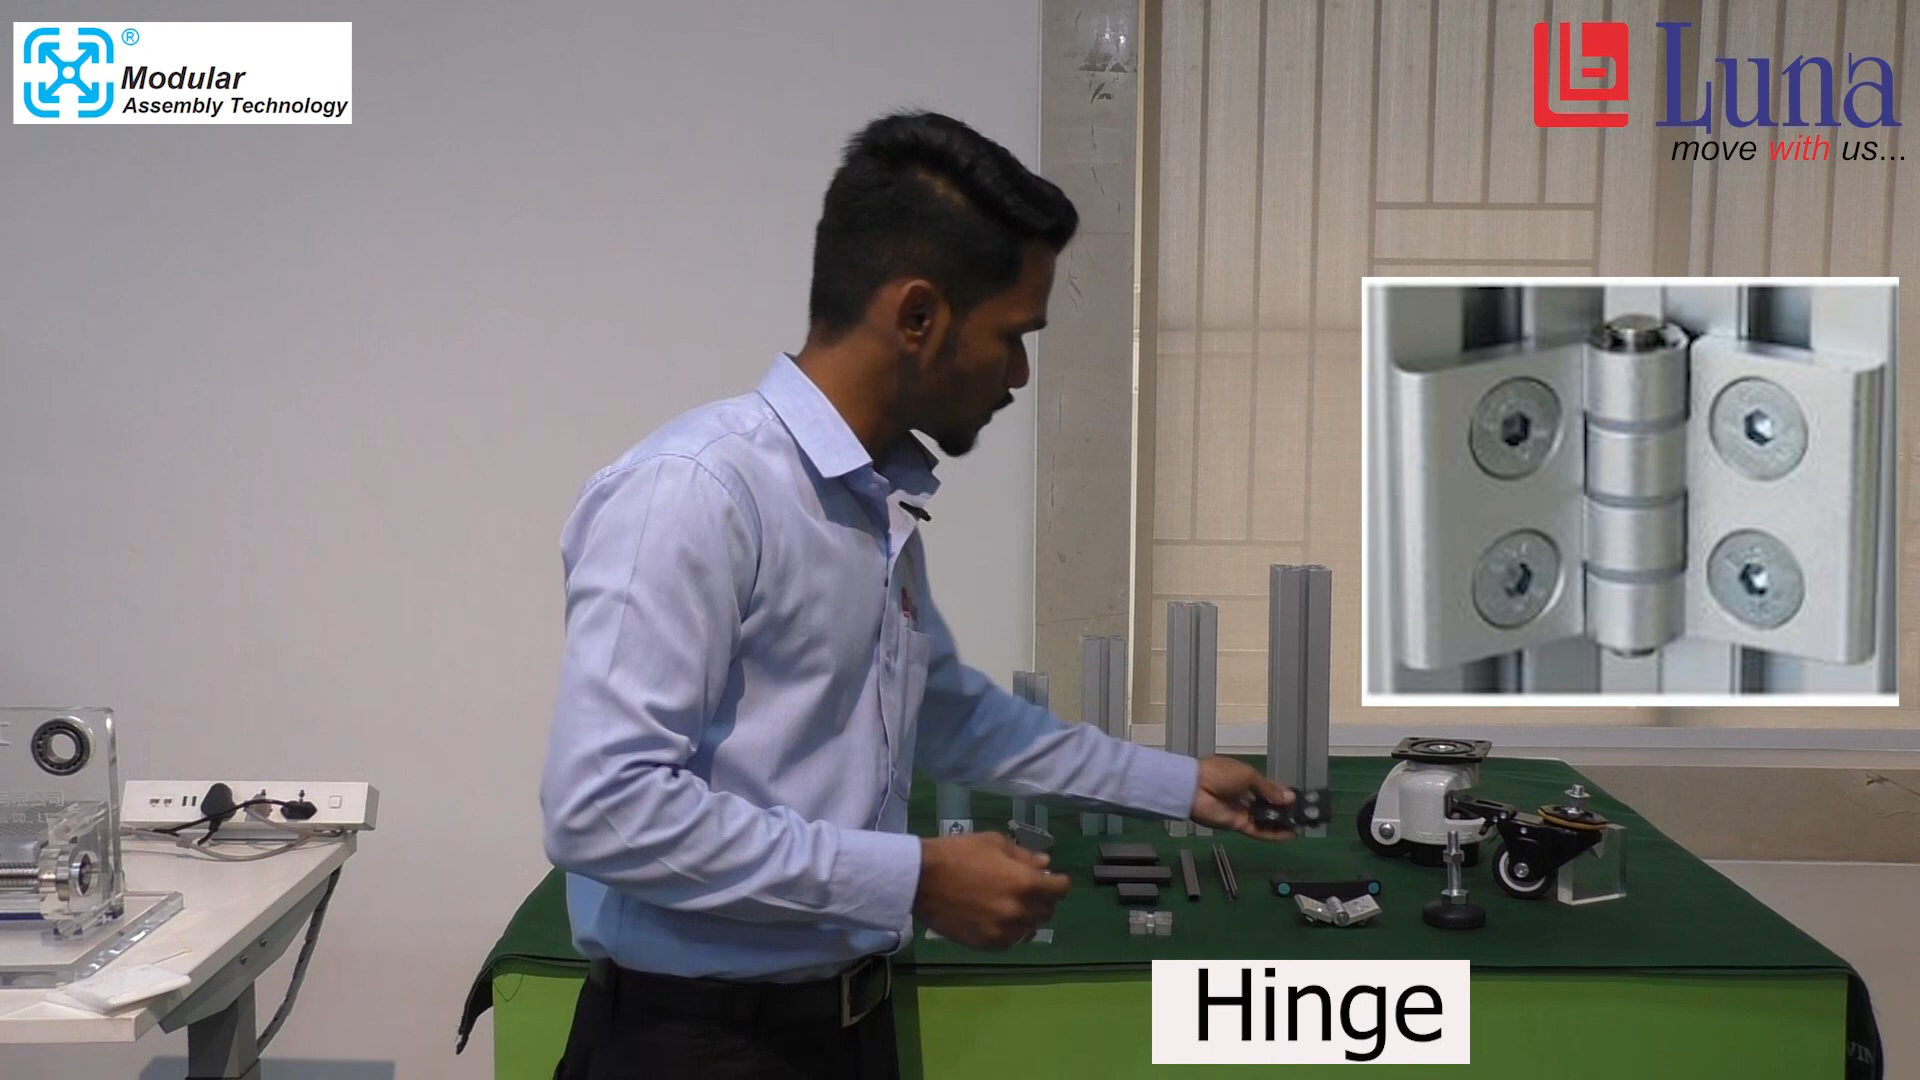 ®
Modular
Assembly Technology
Luna
move with us...
Hinge